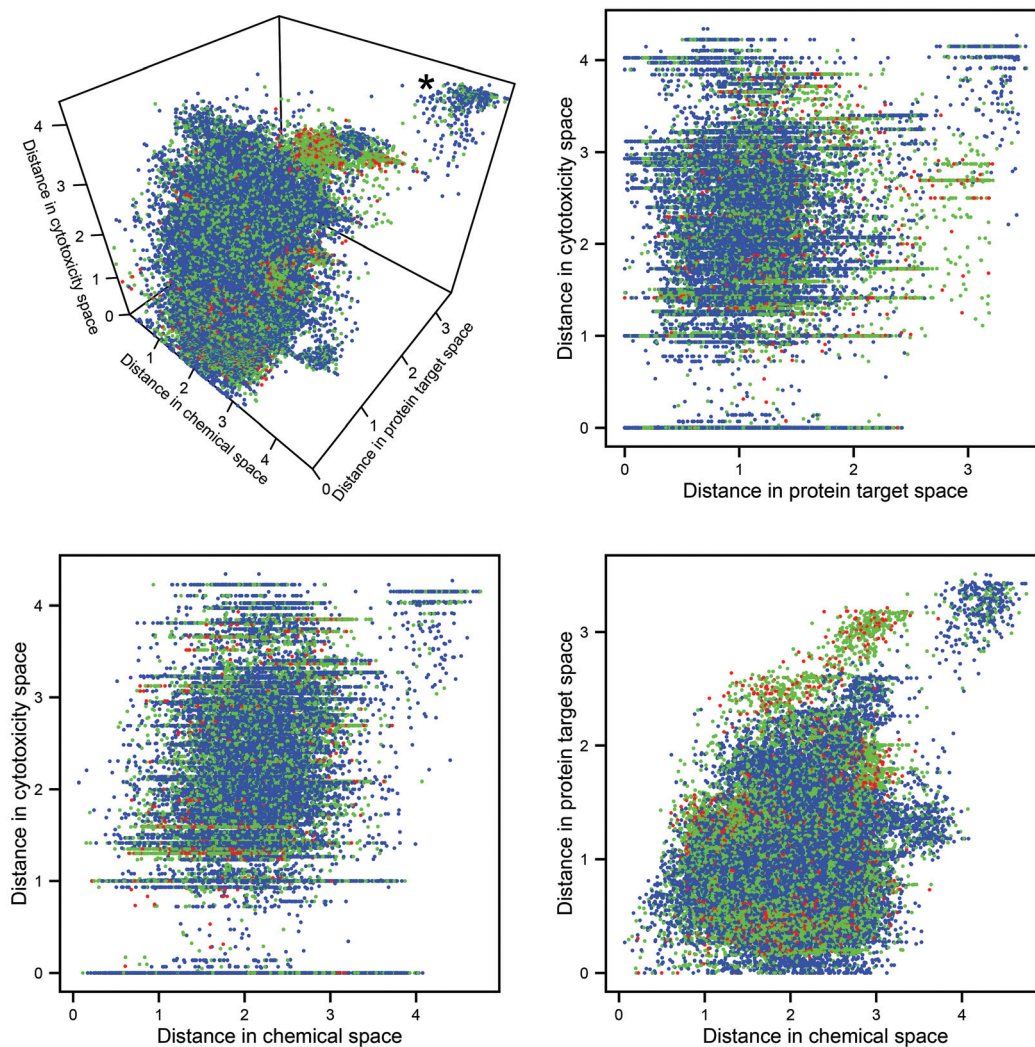 *
4
3
2
1
0
Distance in cytotoxicity space
1
2
3
4
Distance in chemical space
0
1
2
3
Distance in protein target space
4
3
2
1
0
Distance in cytotoxicity space
0 1 2 3
Distance in protein target space
4
3
2
1
0
Distance in cytotoxicity space
0 1 2 3 4
Distance in chemical space
3
2
1
0
Distance in protein target space
0 1 2 3 4
Distance in chemical space